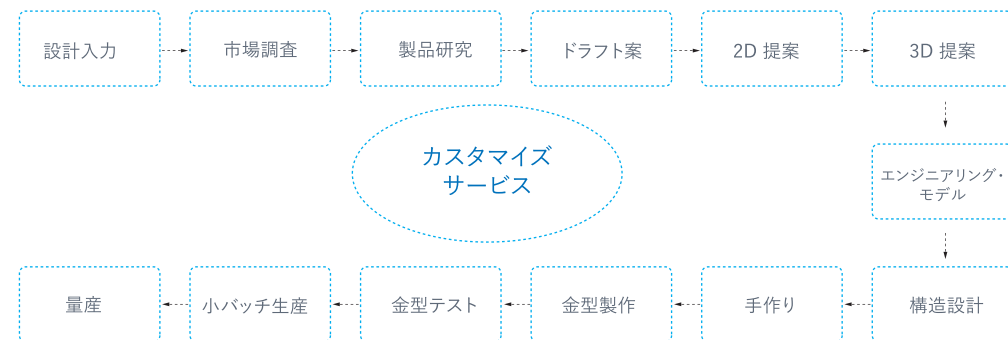 設計入力
市場調査
製品研究
ドラフト案
2D 提案
3D 提案
カスタマイズ
サービス
エンジニアリング・
モデル
量産
小バッチ生産
金型テスト
金型製作
手作り
構造設計